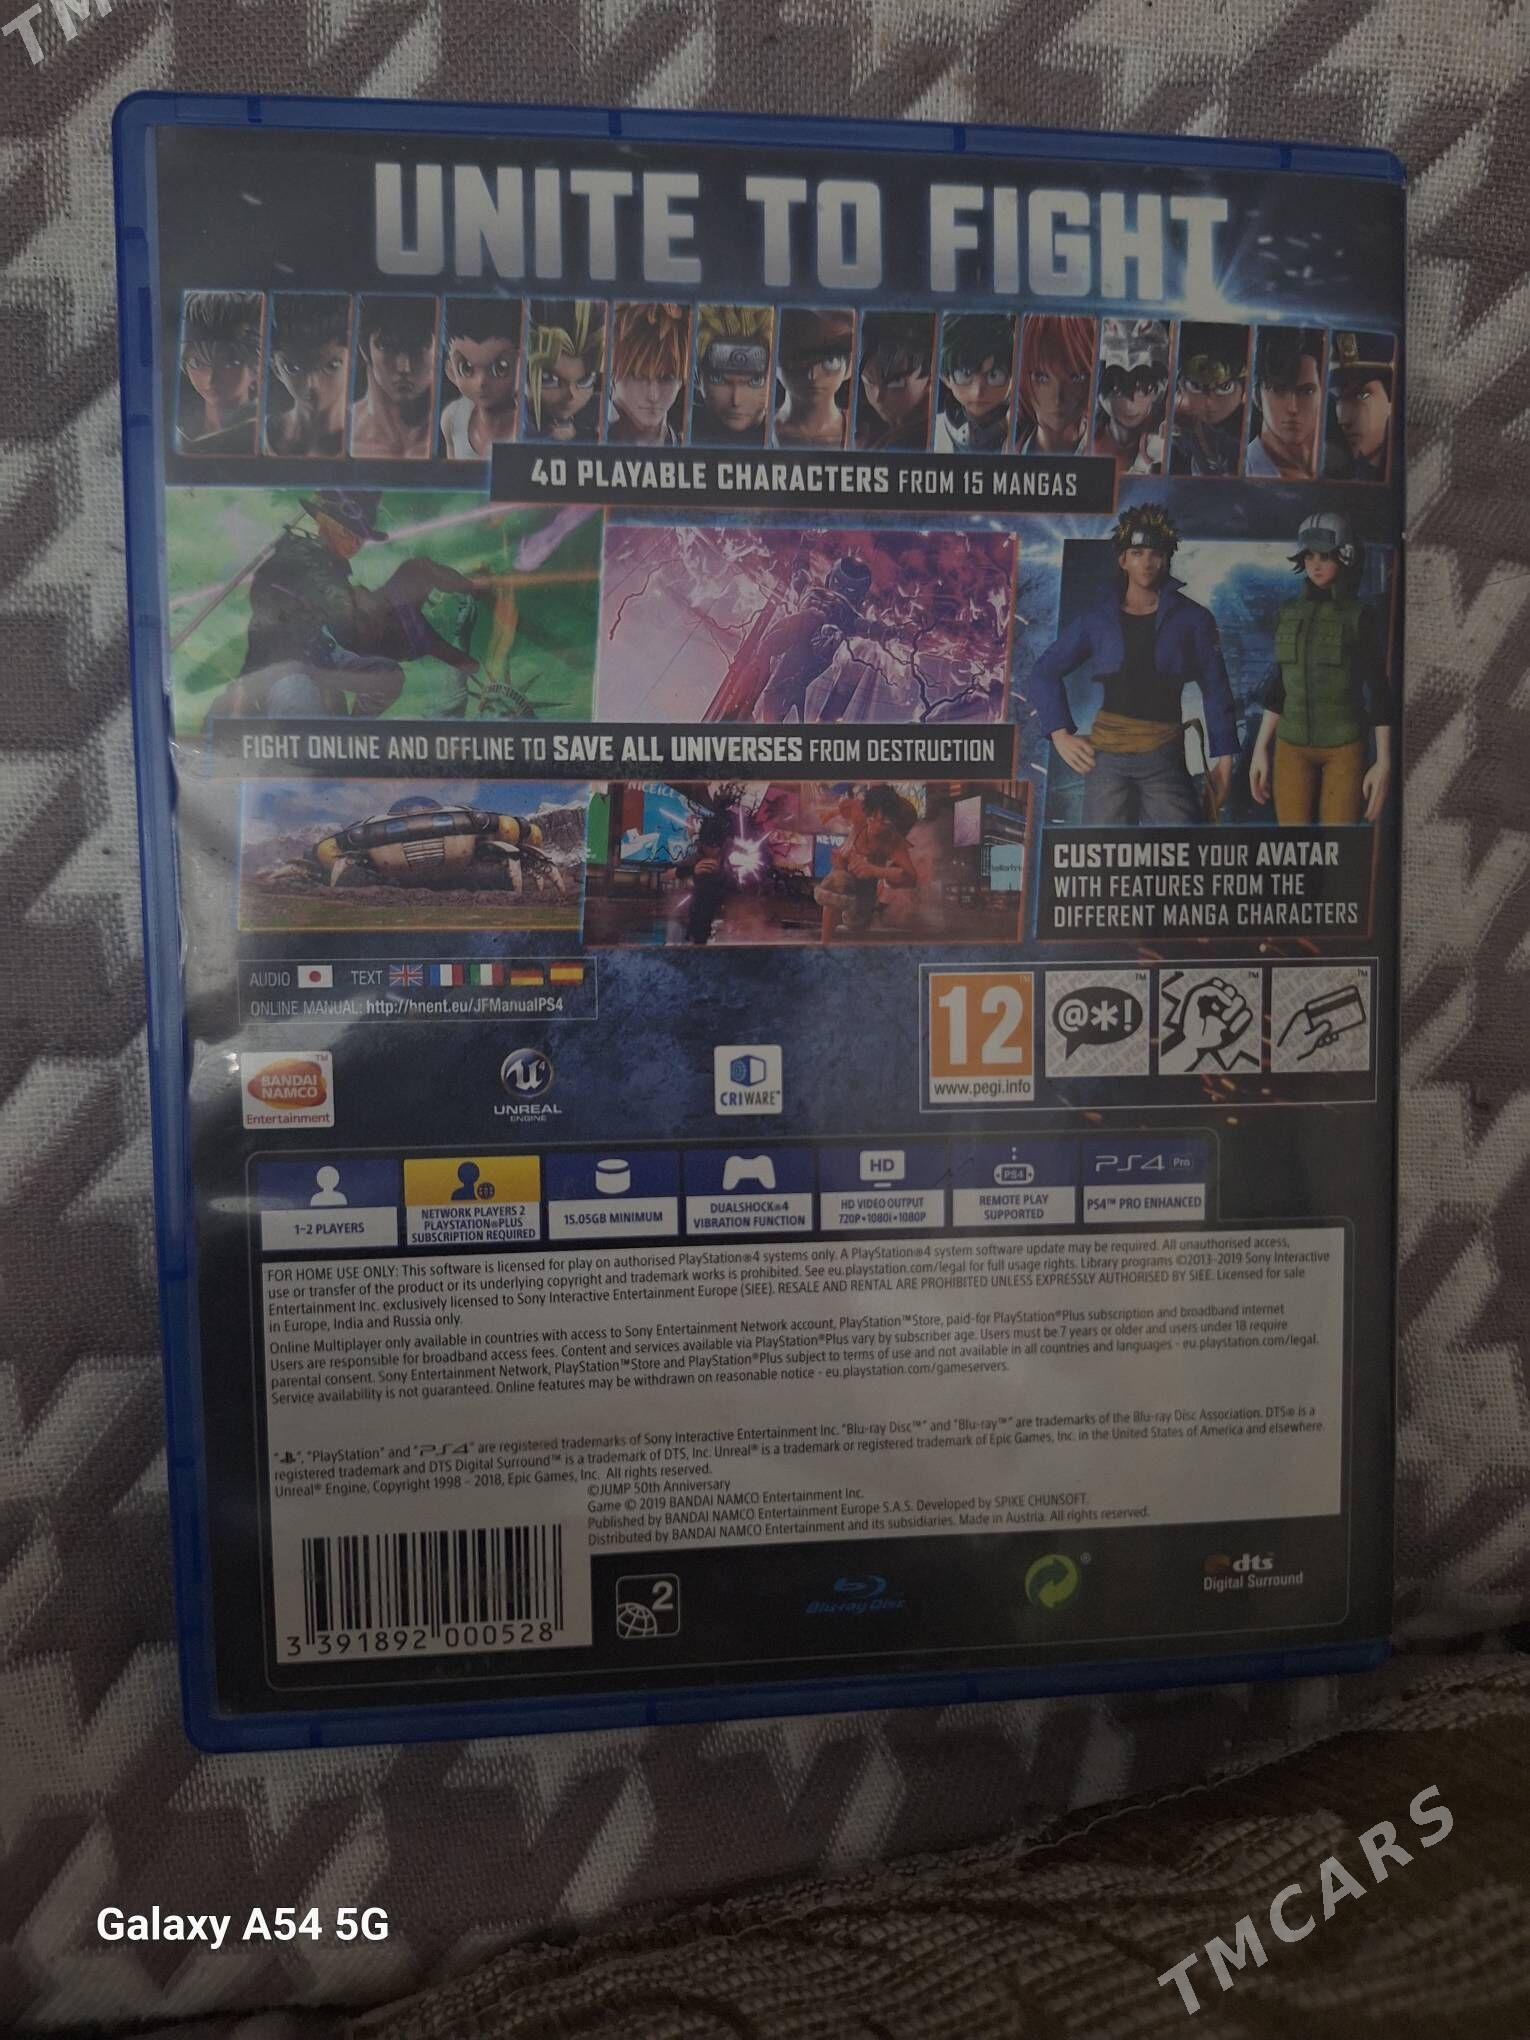 TM
UNITE TO FIGHT
40 PLAYABLE CHARACTERS FROM 15 MANGAS
FIGHT ONLINE AND OFFLINE TO SAVE ALL UNIVERSES FROM DESTRUCTION
CUSTOMISE YOUR AVATAR
WITH FEATURES FROM THE
DIFFERENT MANGA CHARACTERS
AUDIO TEXT
ONLINE MANUAL: http://bnent.eu/JFManualPS4
12
www.pegi.info
@*!
BANDAI
NAMCO
Entertainment
UNREAL
ENGINE
CRIWARE
1-2 PLAYERS
NETWORK PLAYERS 2
PLAYSTATION®PLUS
SUBSCRIPTION REQUIRED
15.05GB MINIMUM
DUALSHOCK®4
VIBRATION FUNCTION
HD
HD VIDEO OUTPUT
720P•1080i•1080P
PS4
REMOTE PLAY
SUPPORTED
PS4 Pro
PS4™ PRO ENHANCED
FOR HOME USE ONLY: This software is licensed for play on authorised PlayStation®4 systems only. A PlayStation®4 system software update may be required. All unauthorised access,
use or transfer of the product or its underlying copyright and trademark works is prohibited. See eu.playstation.com/legal for full usage rights. Library programs ©2013-2019 Sony Interactive
Entertainment Inc. exclusively licensed to Sony Interactive Entertainment Europe (SIEE). RESALE AND RENTAL ARE PROHIBITED UNLESS EXPRESSLY AUTHORISED BY SIEE. Licensed for sale
in Europe, India and Russia only.
Online Multiplayer only available in countries with access to Sony Entertainment Network account, PlayStation™Store, paid-for PlayStation®Plus subscription and broadband internet
Users are responsible for broadband access fees. Content and services available via PlayStation®Plus vary by subscriber age. Users must be 7 years or older and users under 18 require
parental consent. Sony Entertainment Network, PlayStation™Store and PlayStation®Plus subject to terms of use and not available in all countries and languages - eu.playstation.com/legal.
Service availability is not guaranteed. Online features may be withdrawn on reasonable notice - eu.playstation.com/gameservers.
"", "PlayStation" and "PS4" are registered trademarks of Sony Interactive Entertainment Inc. "Blu-ray Disc™" and "Blu-ray™" are trademarks of the Blu-ray Disc Association. DTS® is a
registered trademark and DTS Digital Surround™ is a trademark of DTS, Inc. Unreal® is a trademark or registered trademark of Epic Games, Inc. in the United States of America and elsewhere.
Unreal® Engine, Copyright 1998 – 2018, Epic Games, Inc. All rights reserved.
©JUMP 50th Anniversary
Game © 2019 BANDAI NAMCO Entertainment Inc.
Published by BANDAI NAMCO Entertainment Europe S.A.S. Developed by SPIKE CHUNSOFT.
Distributed by BANDAI NAMCO Entertainment and its subsidiaries. Made in Austria. All rights reserved.
3 391892 000528
2
Blu-ray Disc
dts
Digital Surround
Galaxy A54 5G
TMCARS